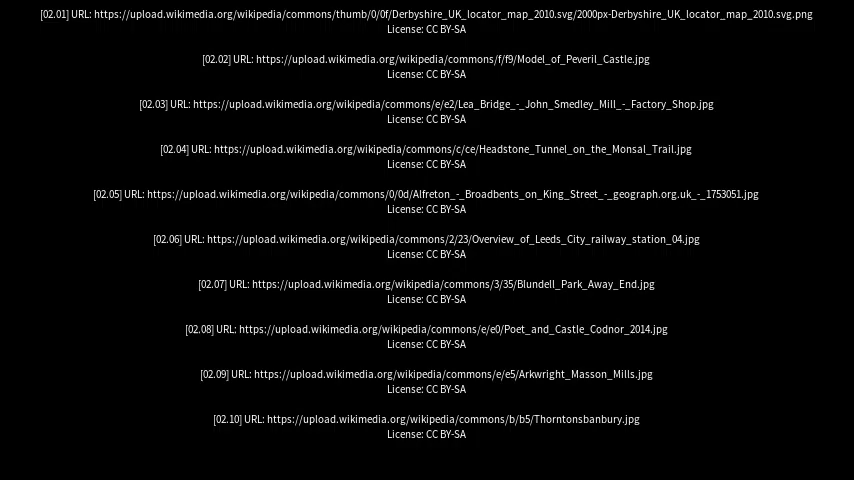 [02.01] URL: https://upload.wikimedia.org/wikipedia/commons/thumb/0/0f/Derbyshire_UK_locator_map_2010.svg/2000px-Derbyshire_UK_locator_map_2010.svg.png
License: CC BY-SA
[02.02] URL: https://upload.wikimedia.org/wikipedia/commons/f/f9/Model_of_Peveril_Castle.jpg
License: CC BY-SA
[02.03] URL: https://upload.wikimedia.org/wikipedia/commons/e/e2/Lea_Bridge_-_John_Smedley_Mill_-_Factory_Shop.jpg
License: CC BY-SA
[02.04] URL: https://upload.wikimedia.org/wikipedia/commons/c/ce/Headstone_Tunnel_on_the_Monsal_Trail.jpg
License: CC BY-SA
[02.05] URL: https://upload.wikimedia.org/wikipedia/commons/0/0d/Alfreton_-_Broadbents_on_King_Street_-_geograph.org.uk_-_1753051.jpg
License: CC BY-SA
[02.06] URL: https://upload.wikimedia.org/wikipedia/commons/2/23/Overview_of_Leeds_City_railway_station_04.jpg
License: CC BY-SA
[02.07] URL: https://upload.wikimedia.org/wikipedia/commons/3/35/Blundell_Park_Away_End.jpg
License: CC BY-SA
[02.08] URL: https://upload.wikimedia.org/wikipedia/commons/e/e0/Poet_and_Castle_Codnor_2014.jpg
License: CC BY-SA
[02.09] URL: https://upload.wikimedia.org/wikipedia/commons/e/e5/Arkwright_Masson_Mills.jpg
License: CC BY-SA
[02.10] URL: https://upload.wikimedia.org/wikipedia/commons/b/b5/Thorntonsbanbury.jpg
License: CC BY-SA